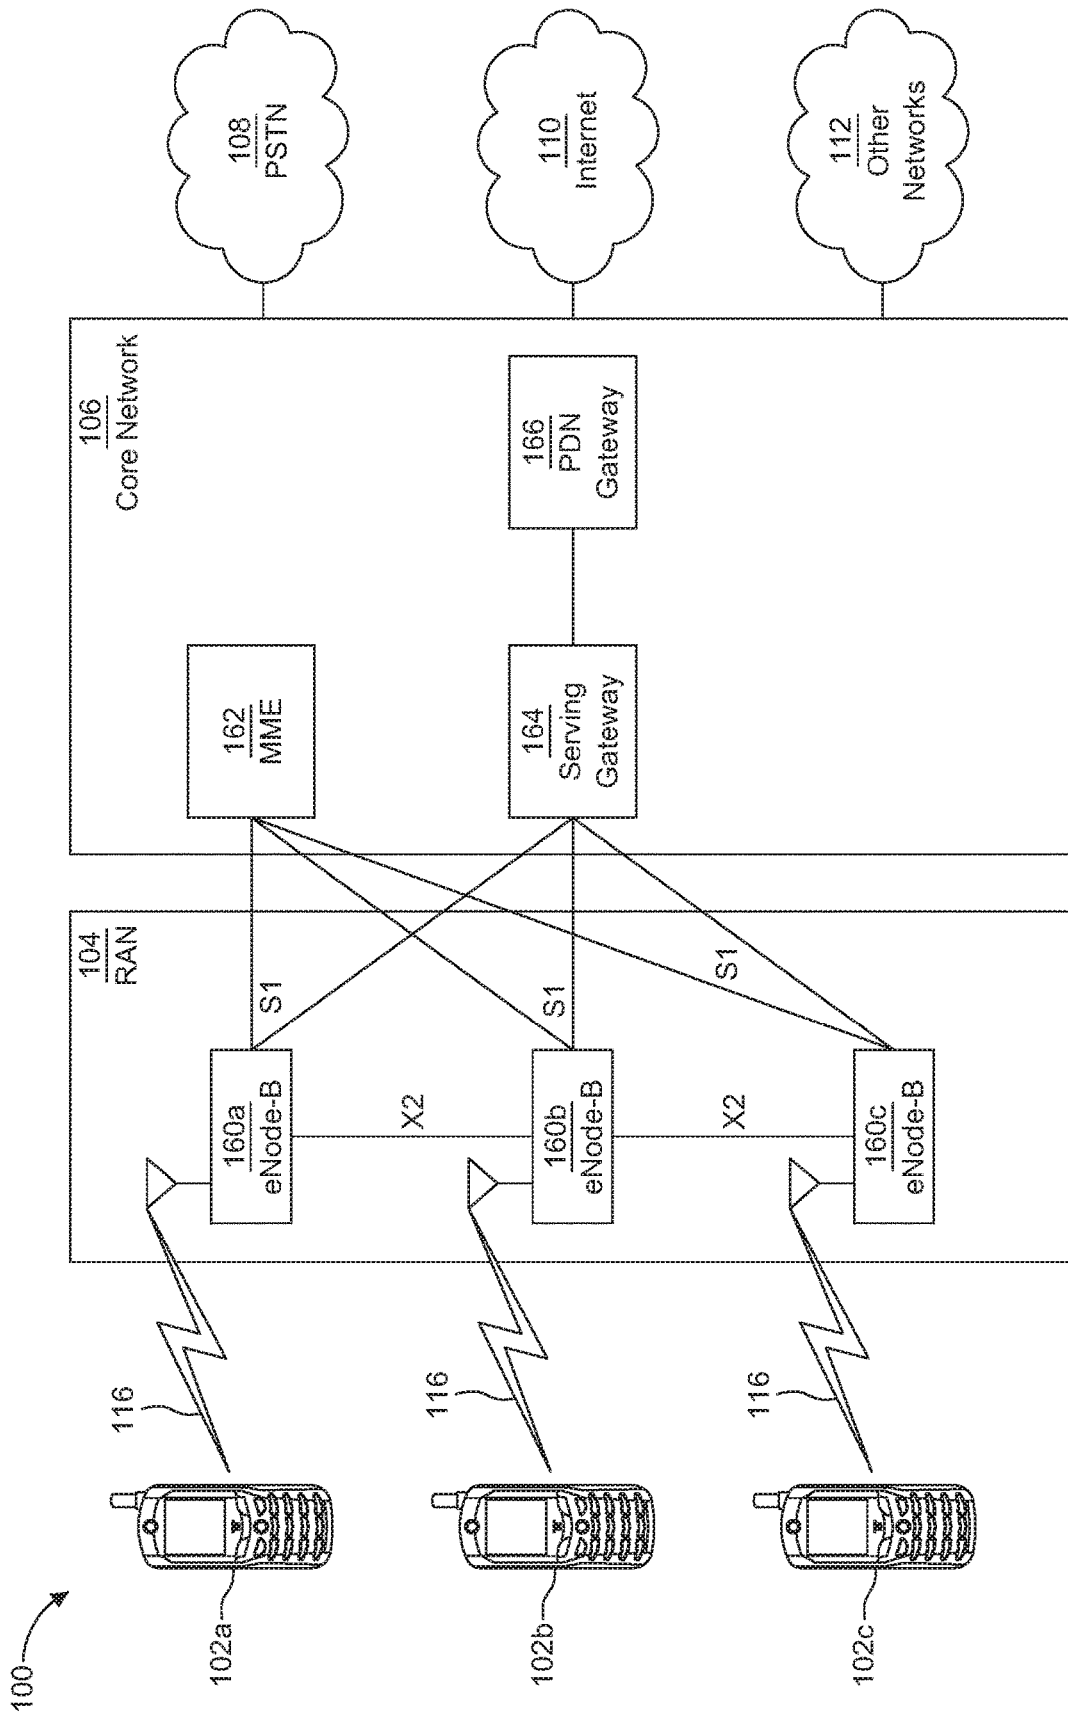 100
102a
102b
102c
116
116
116
104
RAN
160a
eNode-B
160b
eNode-B
160c
eNode-B
X2
X2
S1
S1
S1
106
Core Network
162
MME
164
Serving
Gateway
166
PDN
Gateway
108
PSTN
110
Internet
112
Other
Networks